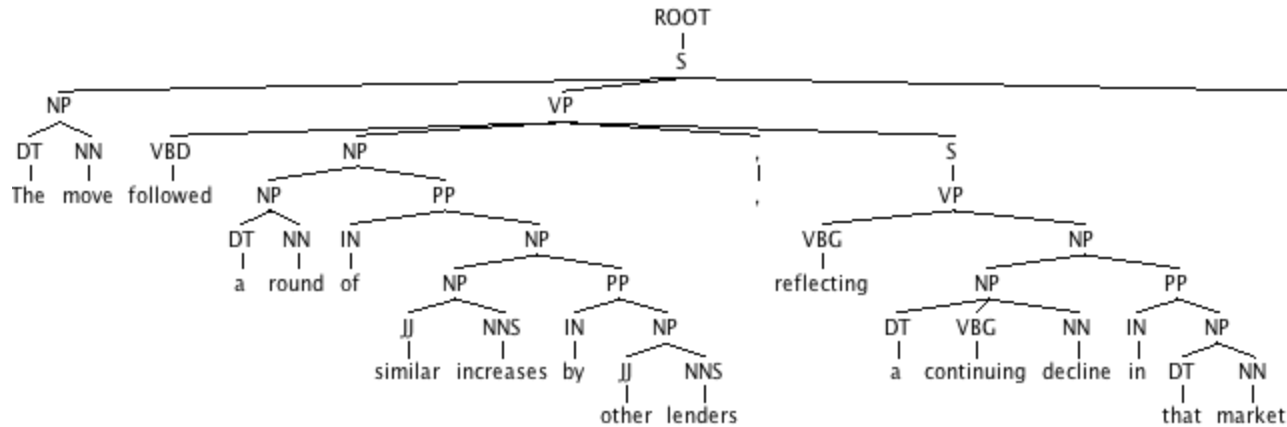 ROOT
S
NP VP
DT NN VBD NP , S
The move followed NP PP , VP
DT NN IN NP VBG NP
a round of NP PP reflecting NP PP
JJ NNS IN NP DT VBG NN IN NP
similar increases by JJ NNS a continuing decline in DT NN
other lenders that market